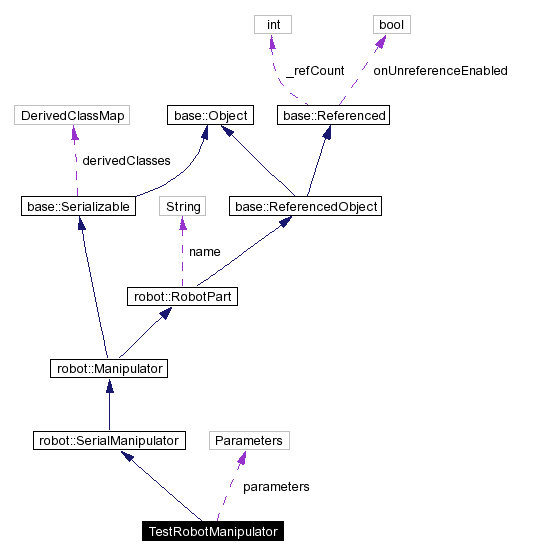 int
bool
_refCount
onUnreferenceEnabled
DerivedClassMap
base::Object
base::Referenced
derivedClasses
base::Serializable
String
base::ReferencedObject
name
robot::RobotPart
robot::Manipulator
robot::SerialManipulator
Parameters
parameters
TestRobotManipulator